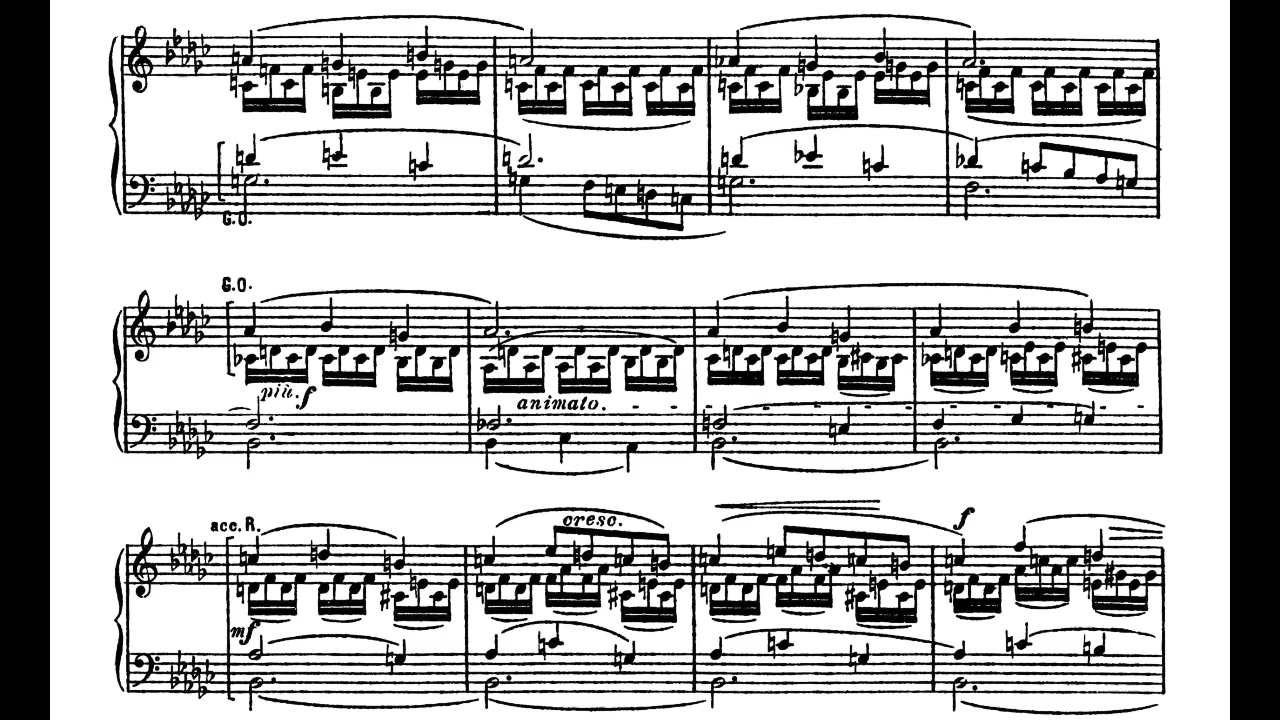 G.O.
G.O.
più f
animato.
acc. R.
cresc.
f
mf